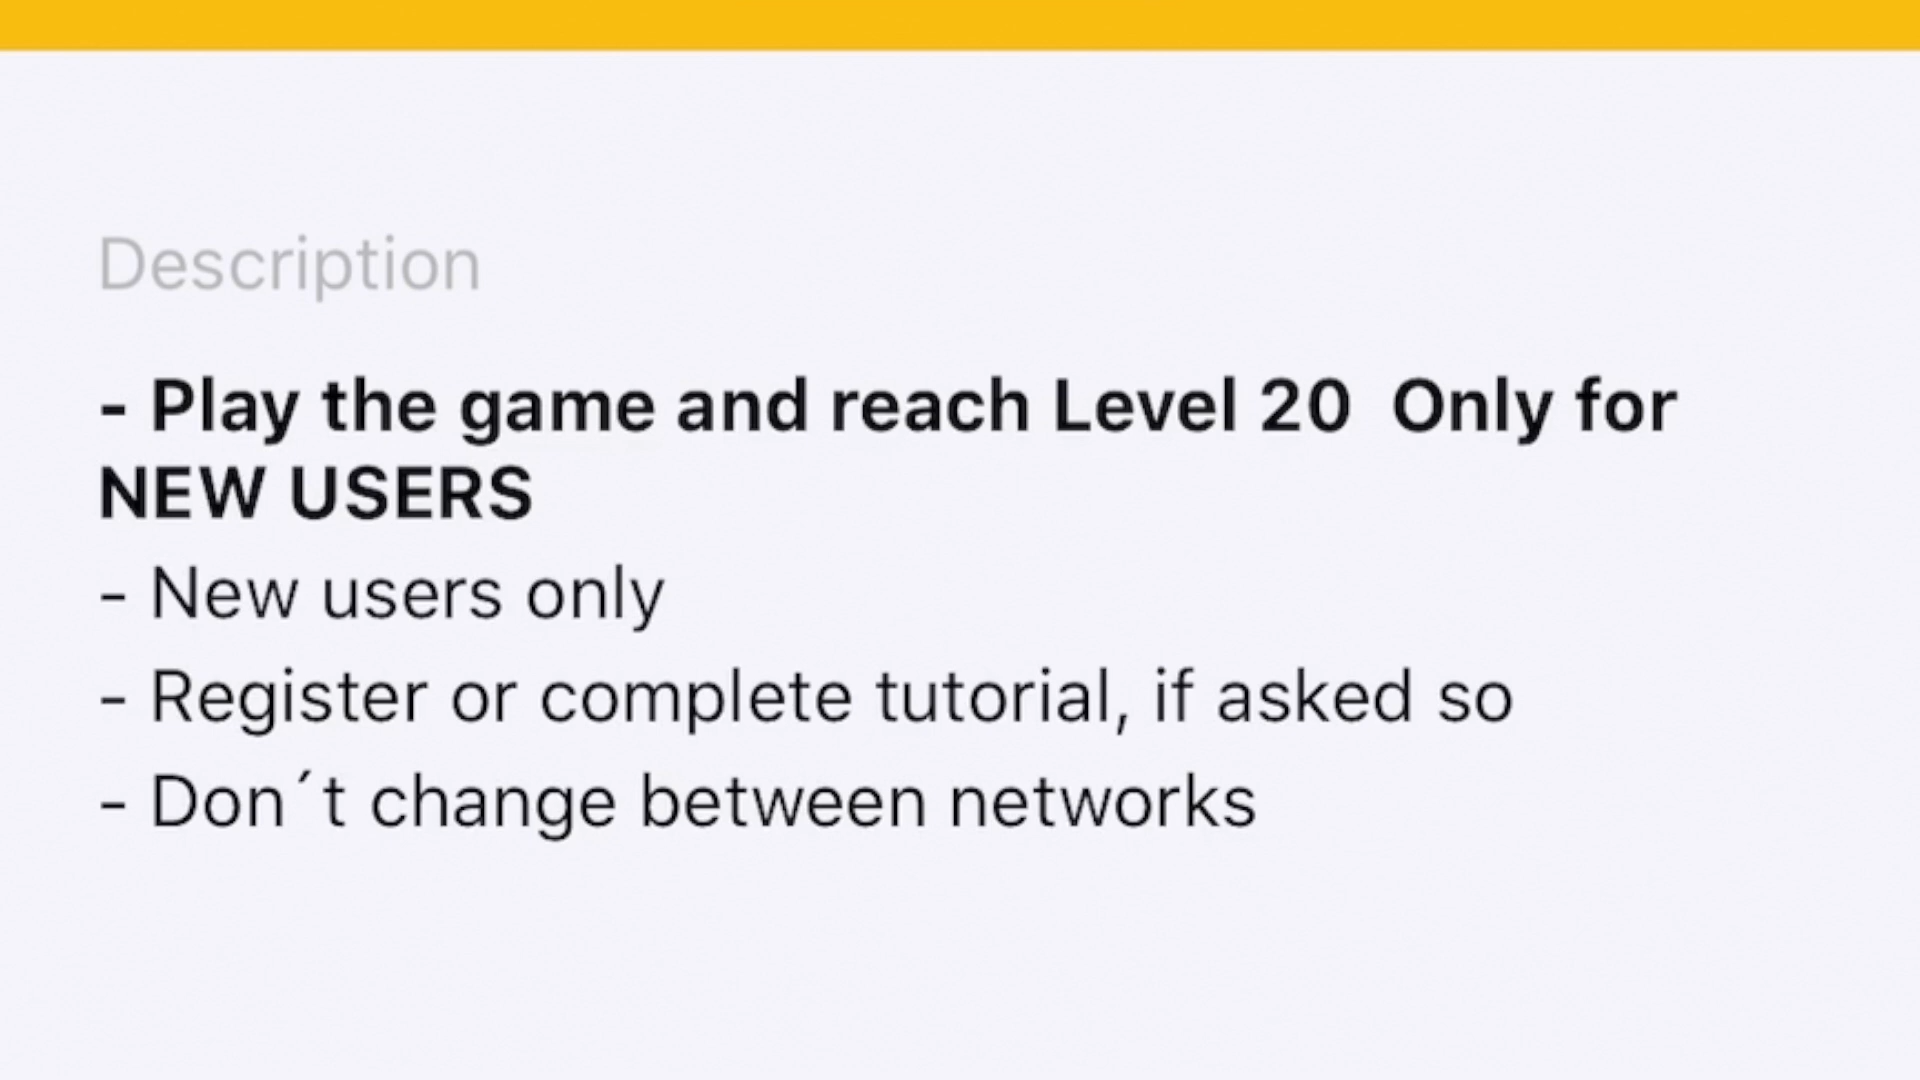 Description
- Play the game and reach Level 20  Only for
NEW USERS
- New users only
- Register or complete tutorial, if asked so
- Don´t change between networks